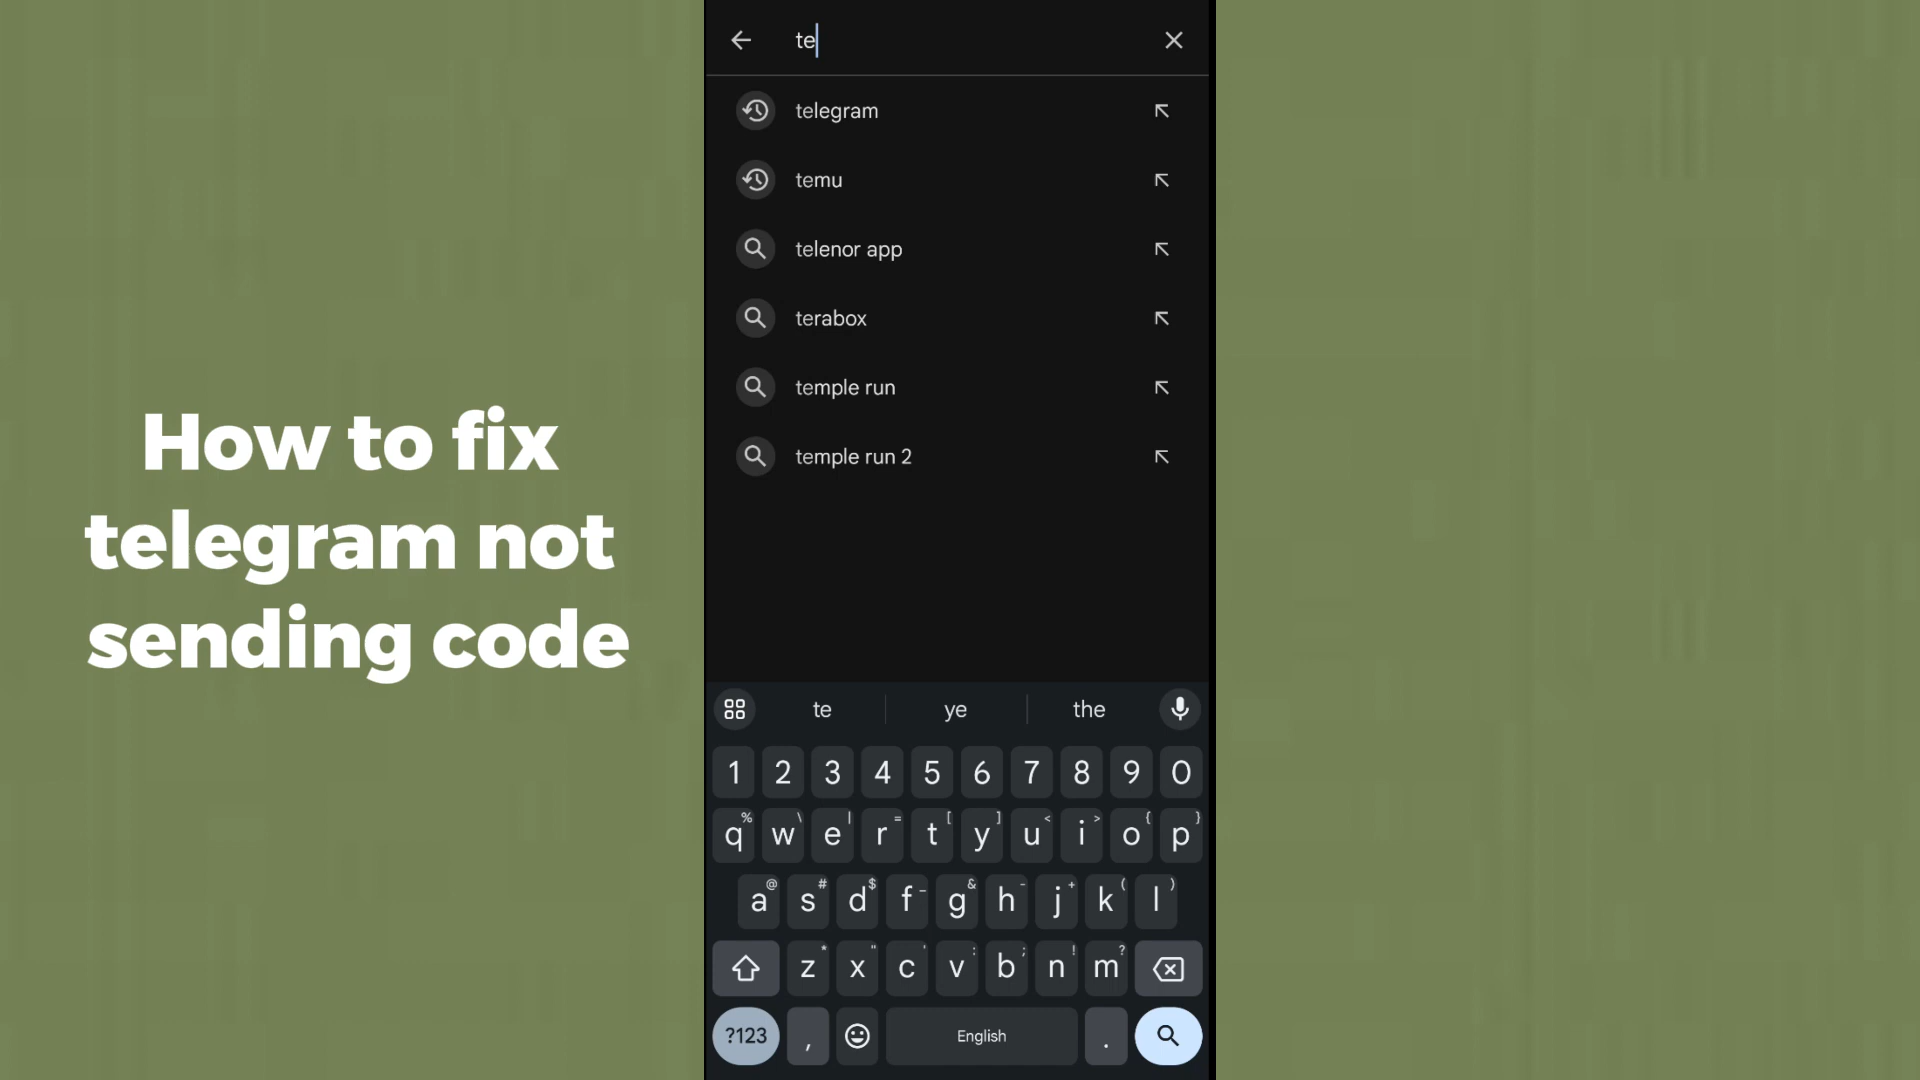 How to fix
telegram not
sending code
te
telegram
temu
telenor app
terabox
temple run
temple run 2
te ye the
1 2 3 4 5 6 7 8 9 0
q% w\ e| r= t[ y] u< i> o{ p}
a@ s# d$ f_ g& h- j+ k( l)
z* x" c' v: b; n! m?
?123 , English .